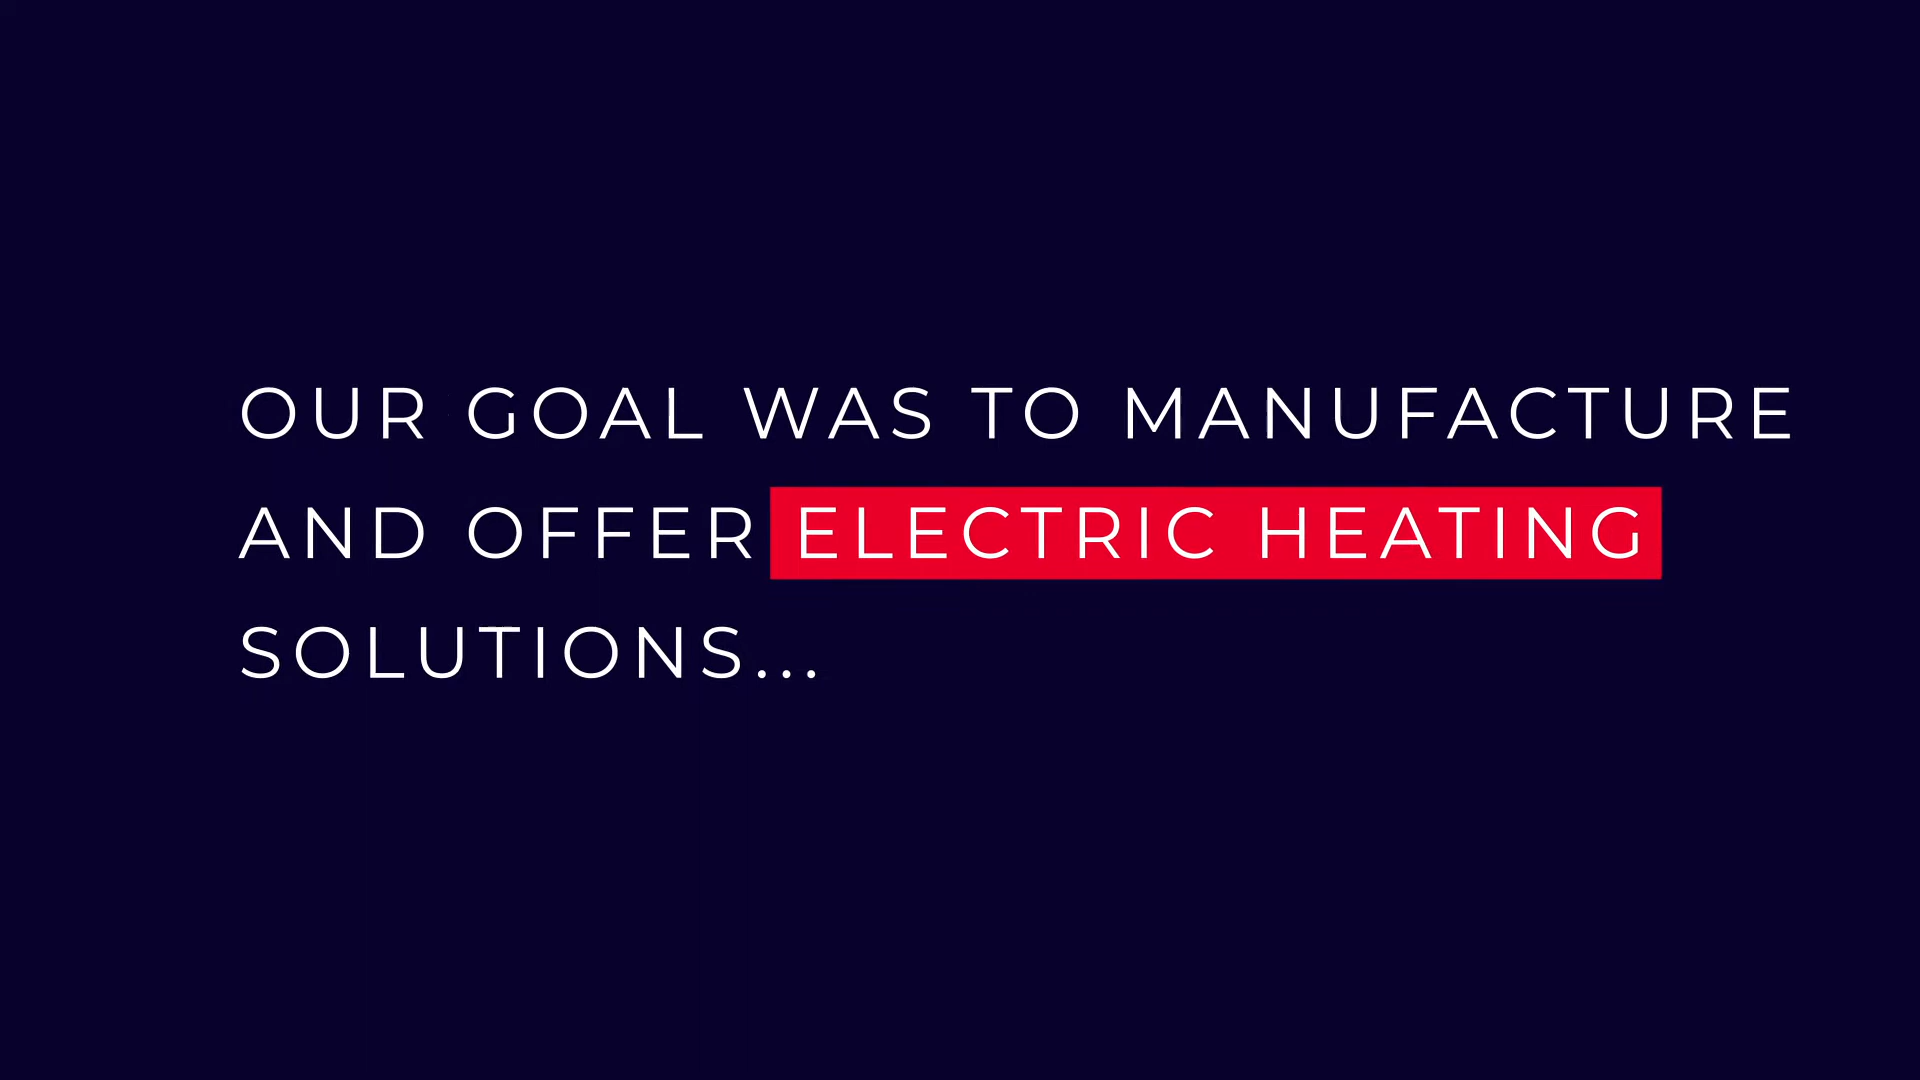 OUR GOAL WAS TO MANUFACTURE
AND OFFER ELECTRIC HEATING
SOLUTIONS...